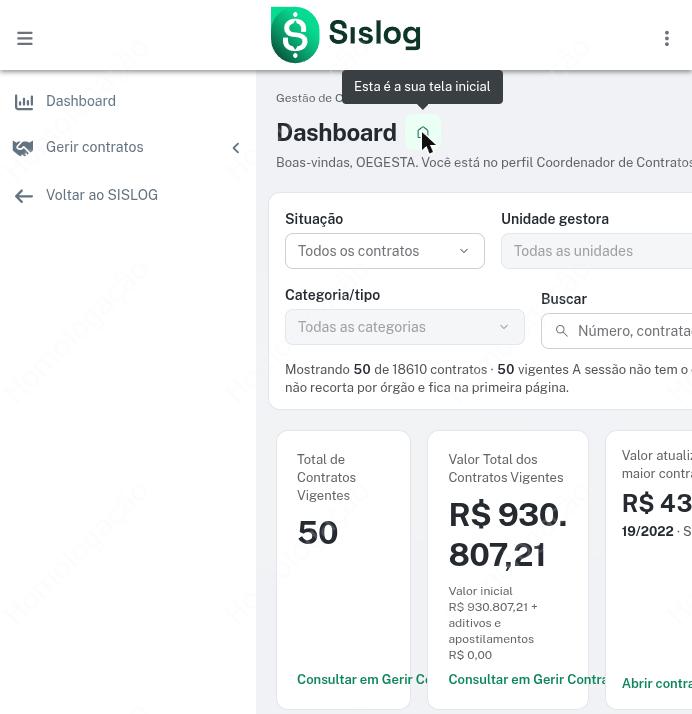 Sislog
Esta é a sua tela inicial
Dashboard
Gestão de C
Gerir contratos
Dashboard
Voltar ao SISLOG
Boas-vindas, OEGESTA. Você está no perfil Coordenador de Contratos
Situação
Unidade gestora
Todos os contratos
Todas as unidades
Categoria/tipo
Buscar
Todas as categorias
Número, contrata
Mostrando 50 de 18610 contratos · 50 vigentes A sessão não tem o
não recorta por órgão e fica na primeira página.
Total de
Contratos
Vigentes
50
Valor Total dos
Contratos Vigentes
R$ 930.
807,21
Valor inicial
R$ 930.807,21 +
aditivos e
apostilamentos
R$ 0,00
Valor atualiz
maior contra
R$ 43
19/2022 · S
Consultar em Gerir Co
Consultar em Gerir Contra
Abrir contra
Homologação